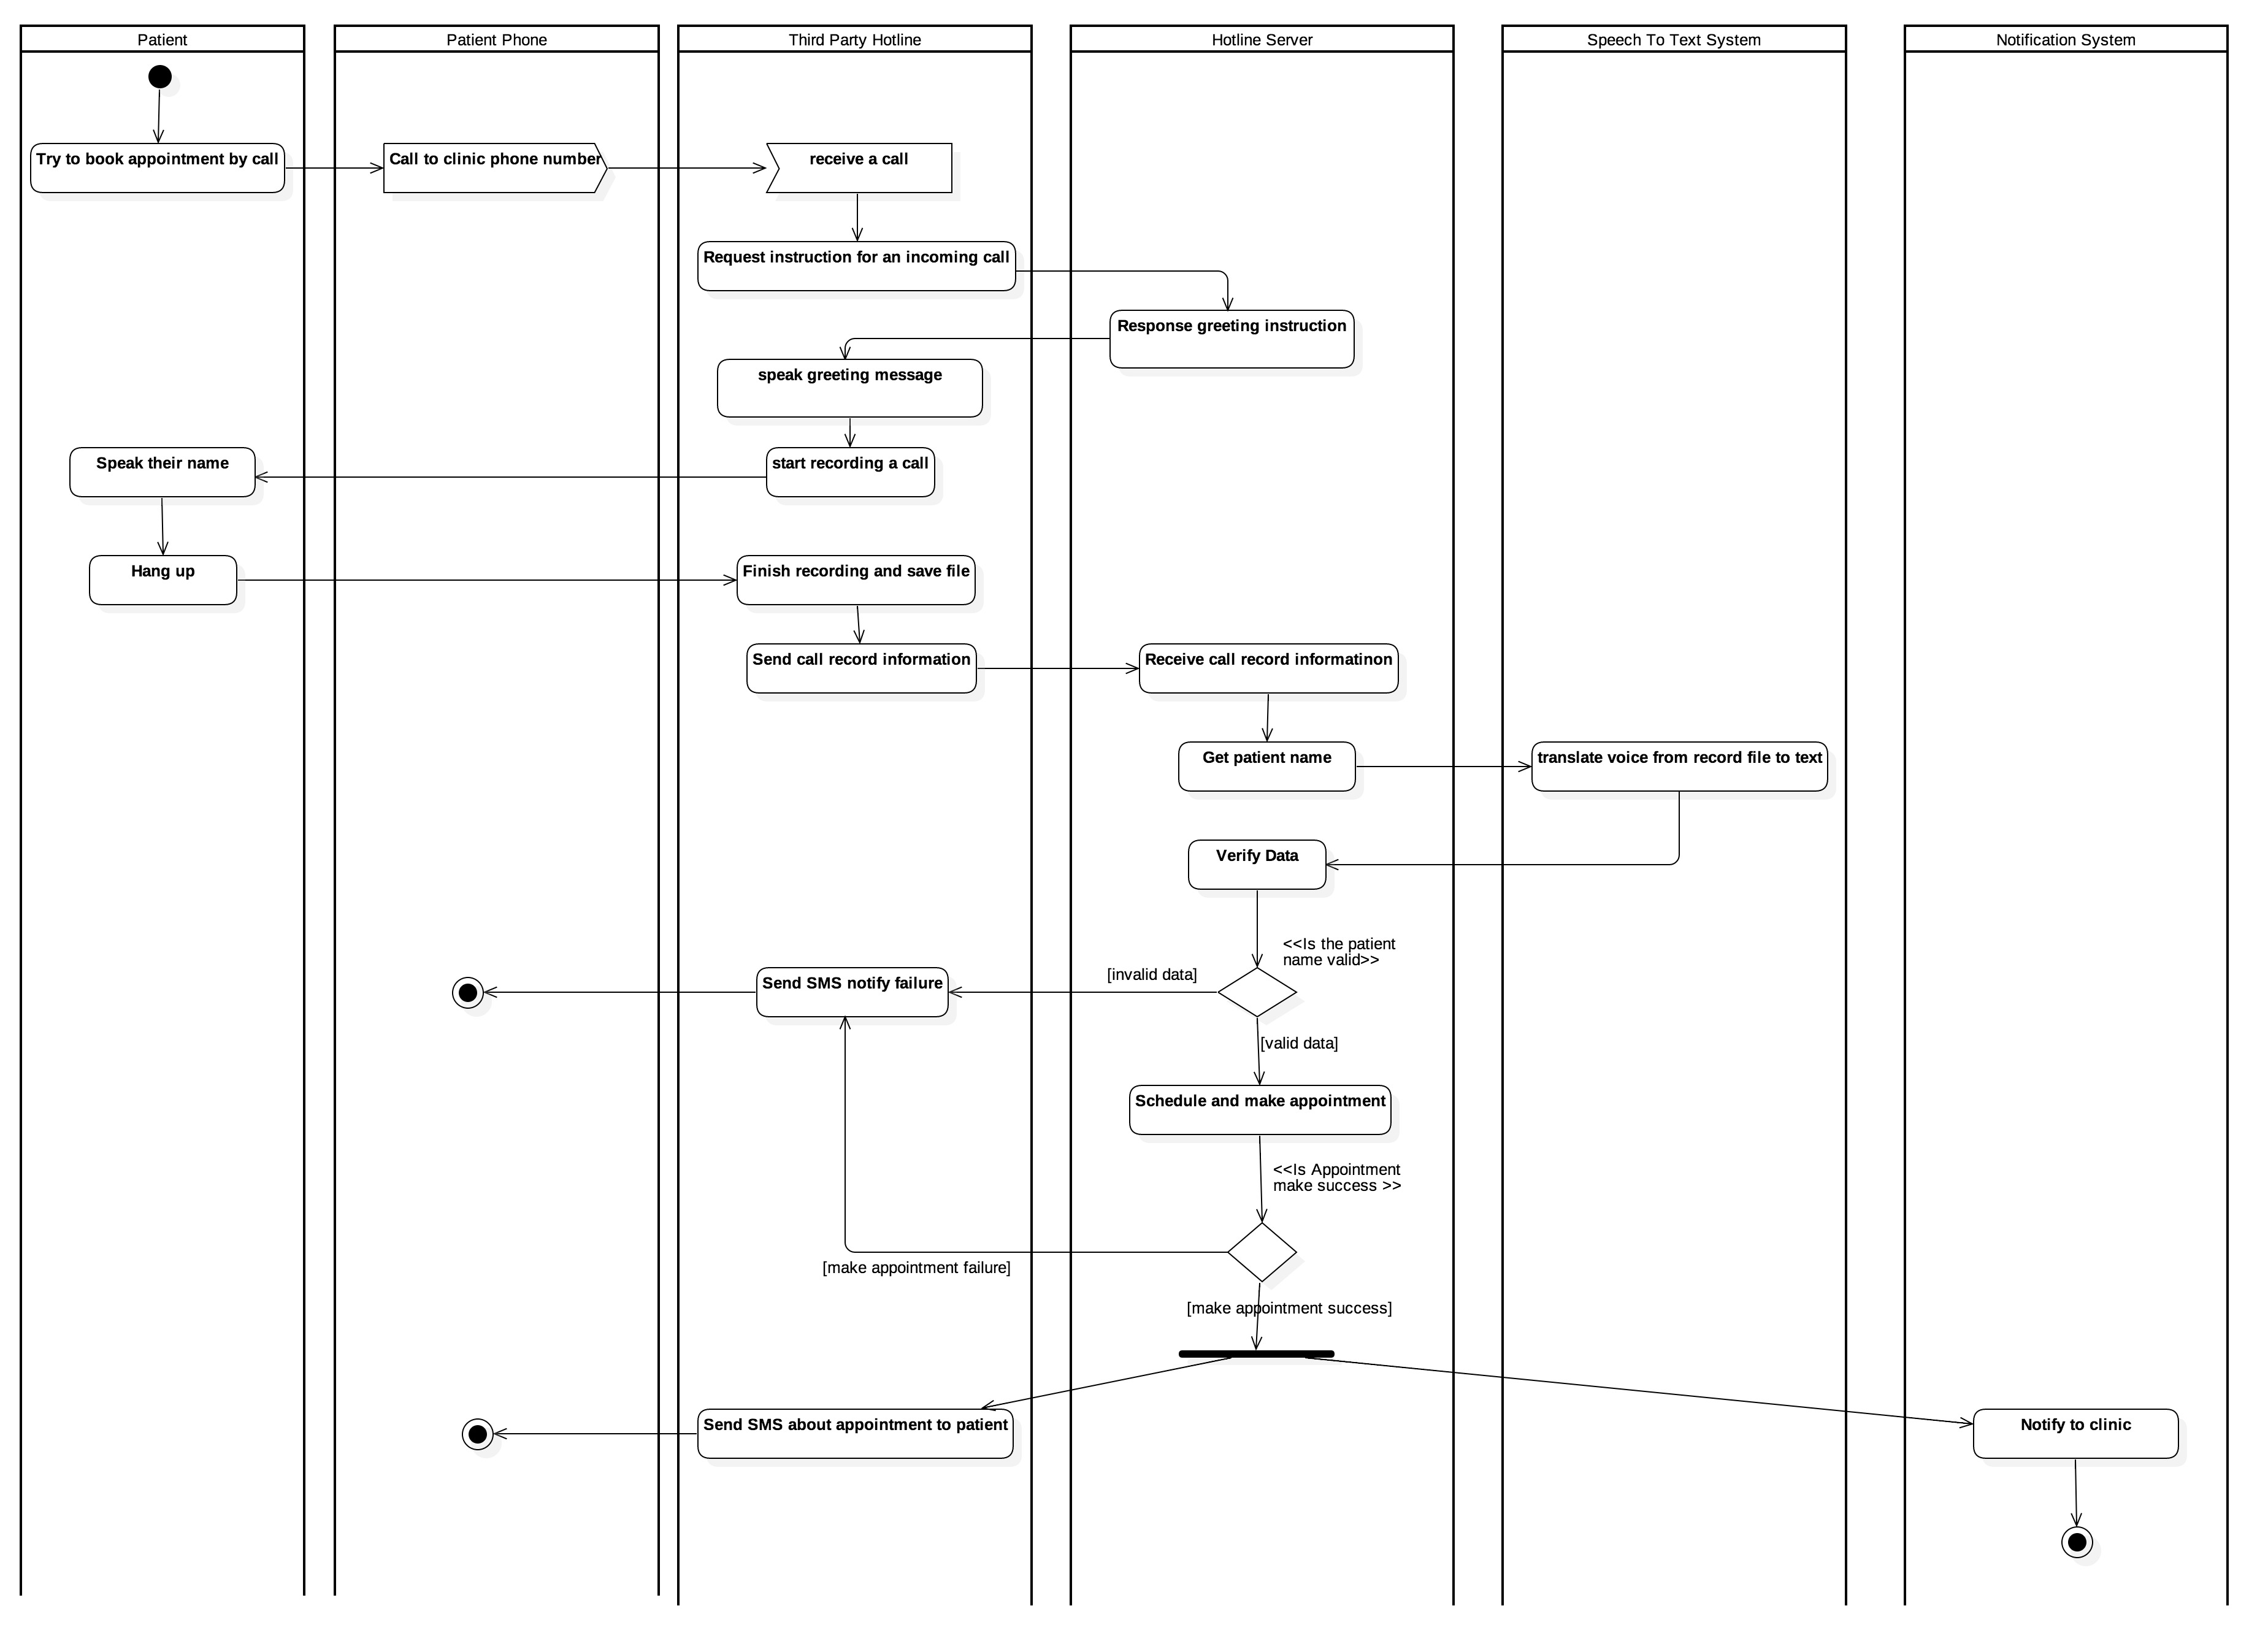 Patient
Patient Phone
Third Party Hotline
Hotline Server
Speech To Text System
Notification System
Try to book appointment by call
Call to clinic phone number
receive a call
Request instruction for an incoming call
Response greeting instruction
speak greeting message
Speak their name
start recording a call
Hang up
Finish recording and save file
Send call record information
Receive call record informatinon
Get patient name
translate voice from record file to text
Verify Data
<<Is the patient
name valid>>
[invalid data]
Send SMS notify failure
[valid data]
Schedule and make appointment
<<Is Appointment
make success >>
[make appointment failure]
[make appointment success]
Send SMS about appointment to patient
Notify to clinic